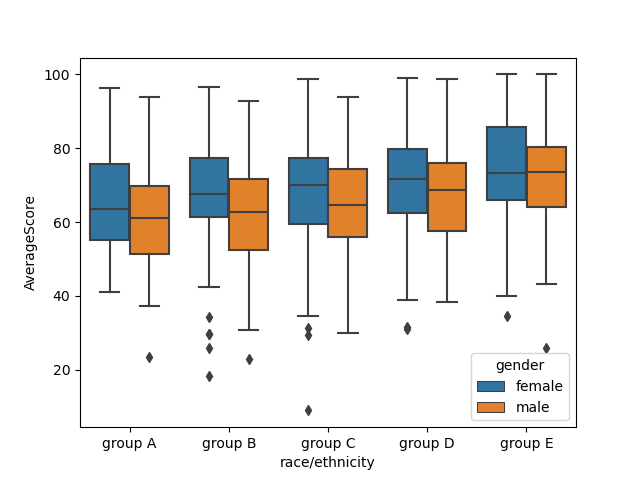 100
80
60
40
20
AverageScore
gender
female
male
group A group B group C group D group E
race/ethnicity